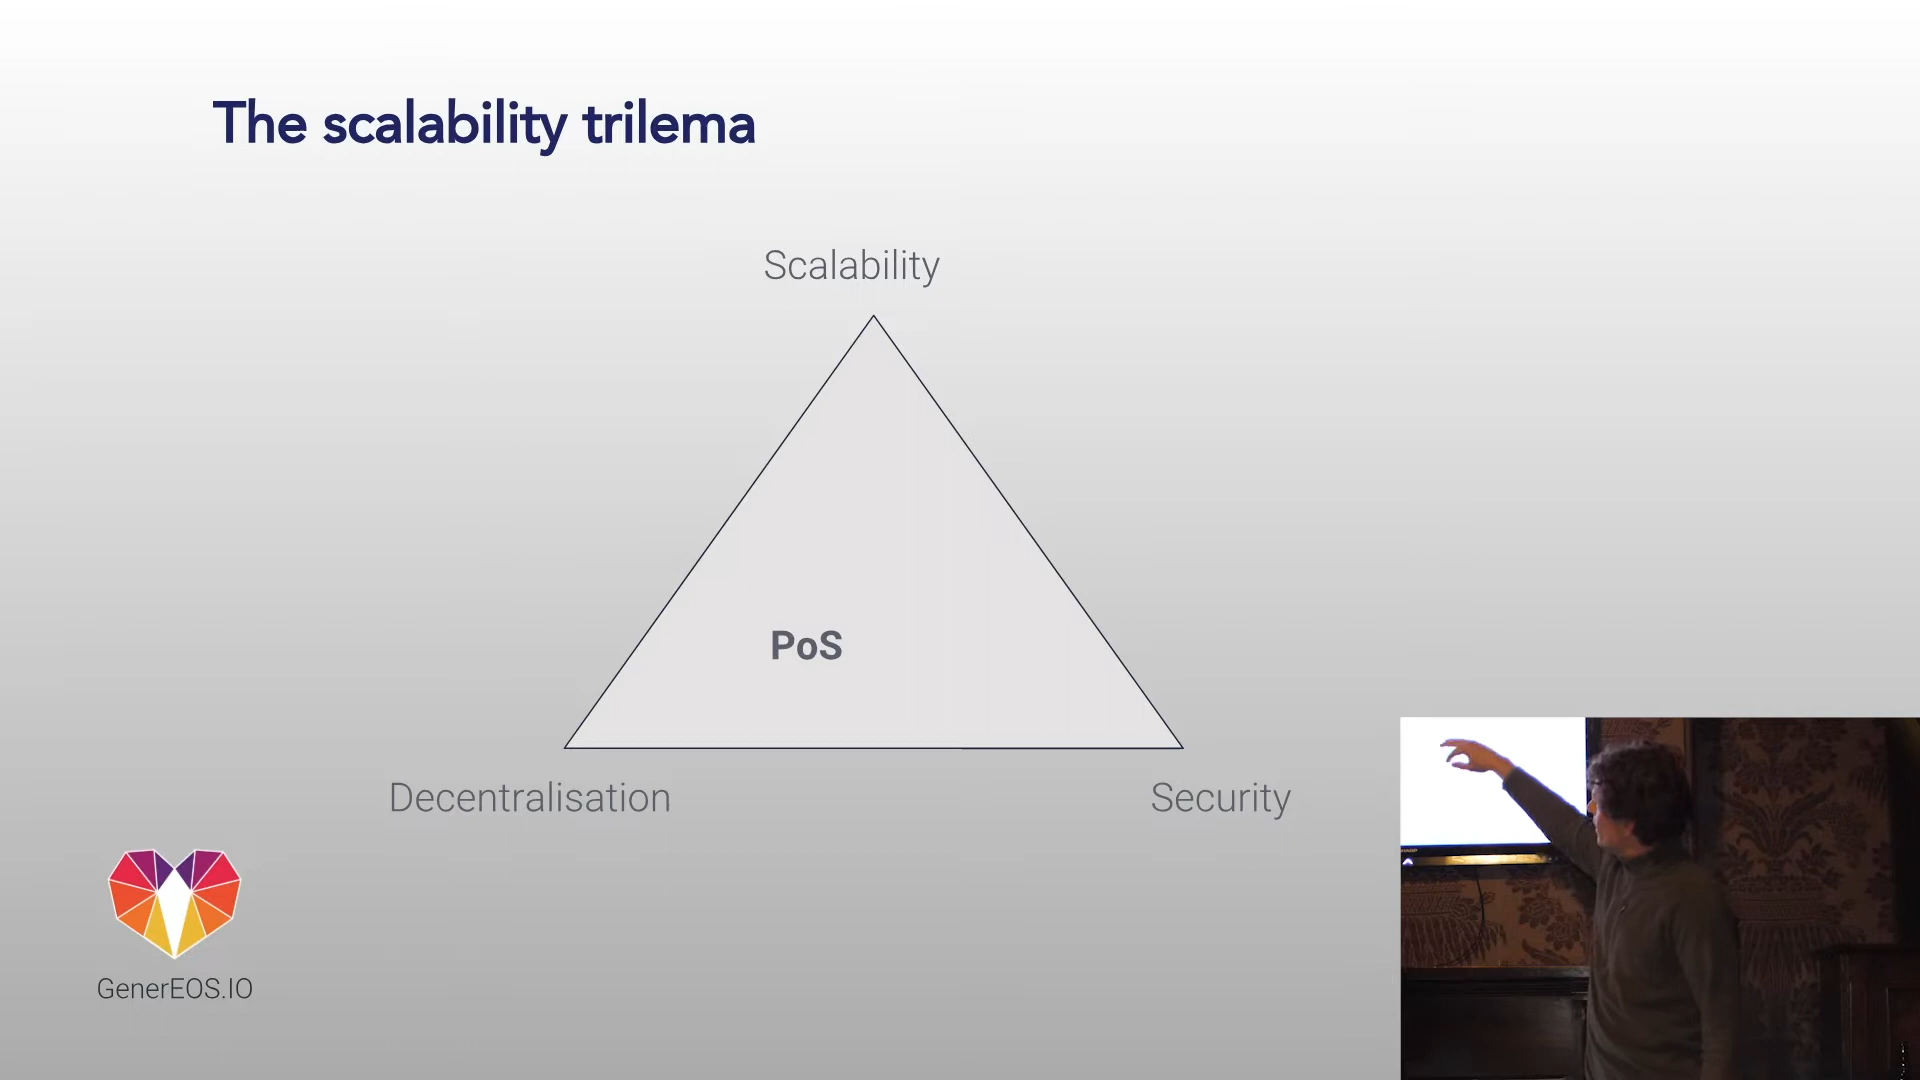 The scalability trilema
Scalability
PoS
Decentralisation
Security
GenerEOS.IO